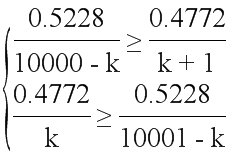 0.5228 / (10000 - k) ≥ 0.4772 / (k + 1)
0.4772 / k ≥ 0.5228 / (10001 - k)